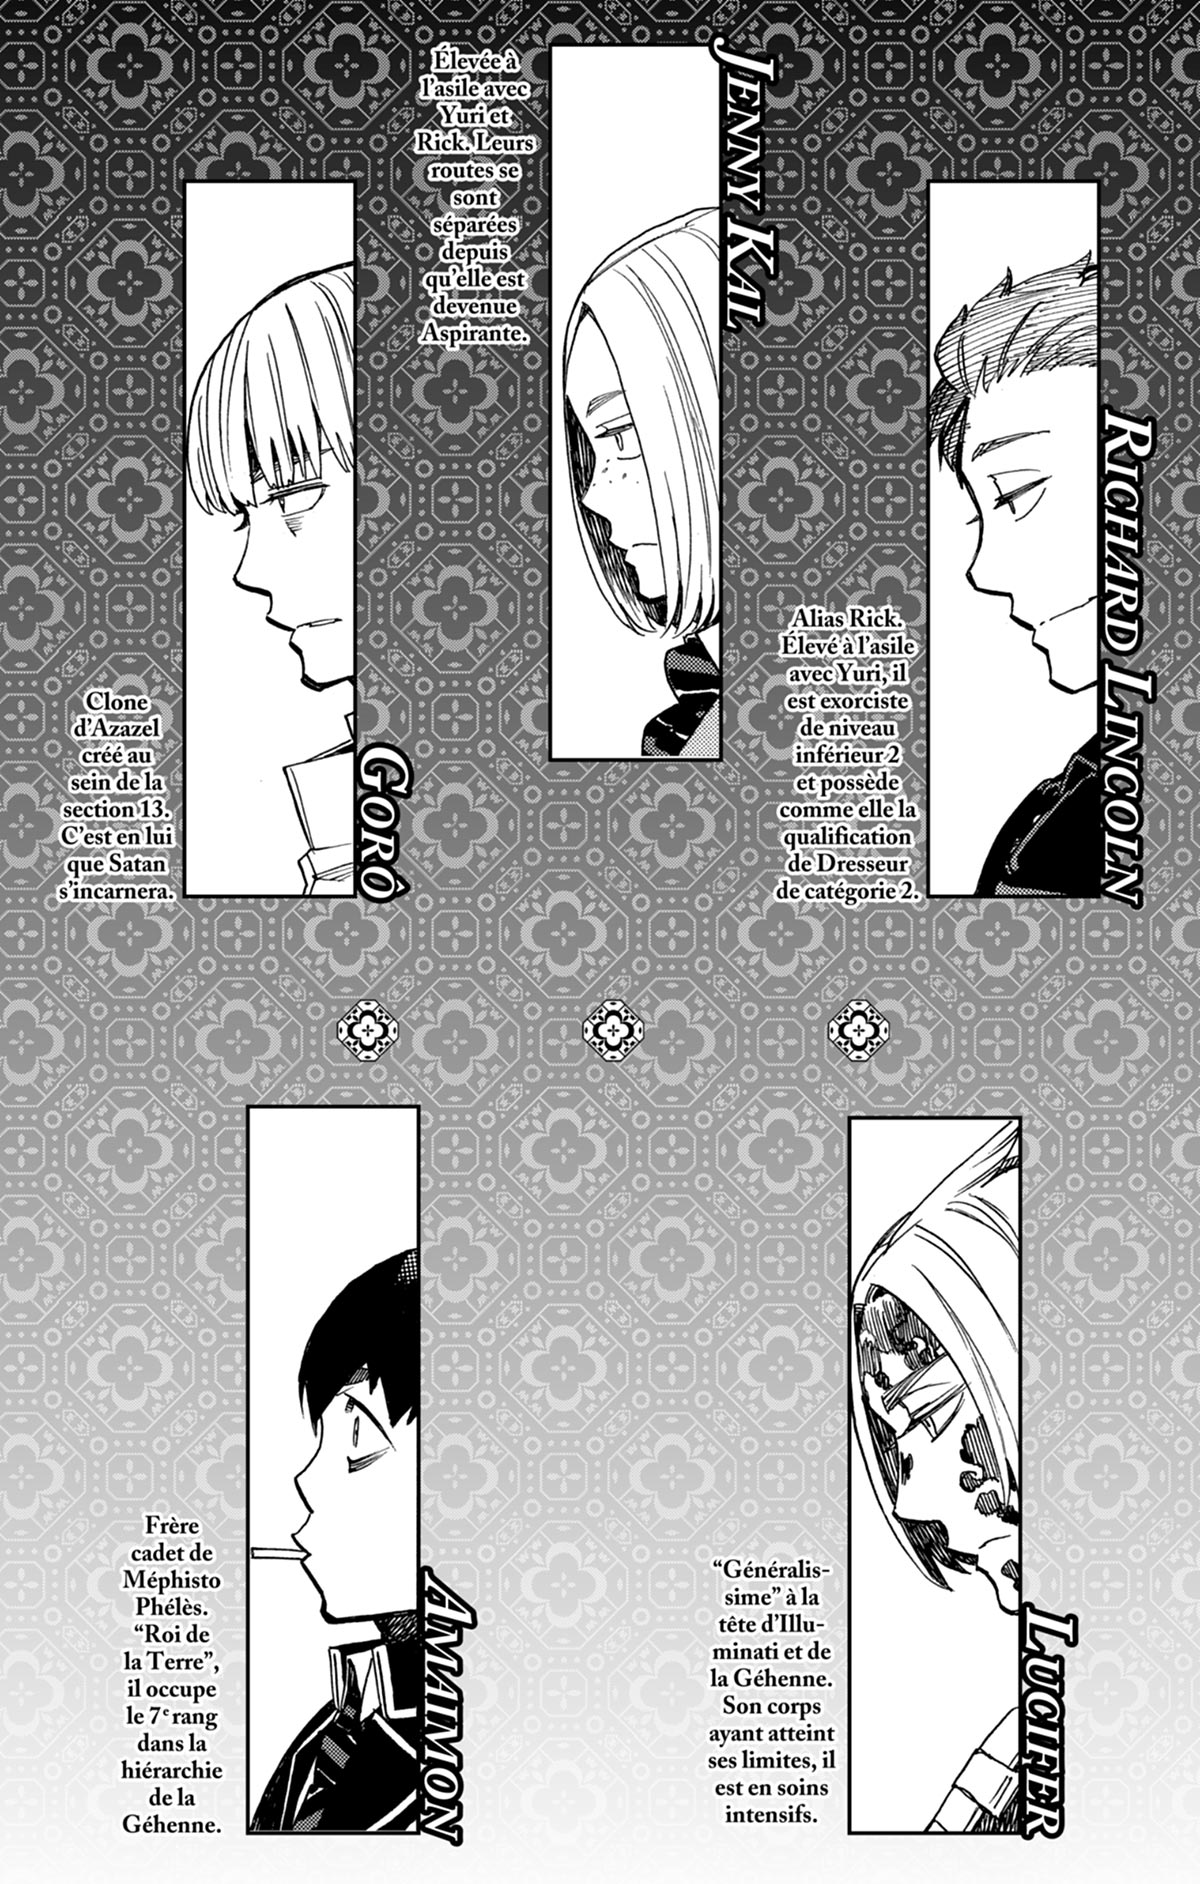 Richard Lincoln
Alias Rick.
Élevé à l’asile
avec Yuri, il
est exorciste
de niveau
inférieur 2
et possède
comme elle la
qualification
de Dresseur
de catégorie 2.
Jenny Kal
Élevée à
l’asile avec
Yuri et
Rick. Leurs
routes se
sont
séparées
depuis
qu’elle est
devenue
Aspirante.
Gorô
Clone
d’Azazel
créé au
sein de la
section 13.
C’est en lui
que Satan
s’incarnera.
Lucifer
“Généralis-
sime” à la
tête d’Illu-
minati et de
la Géhenne.
Son corps
ayant atteint
ses limites, il
est en soins
intensifs.
Amaimon
Frère
cadet de
Méphisto
Phélès.
“Roi de
la Terre”,
il occupe
le 7e rang
dans la
hiérarchie
de la
Géhenne.